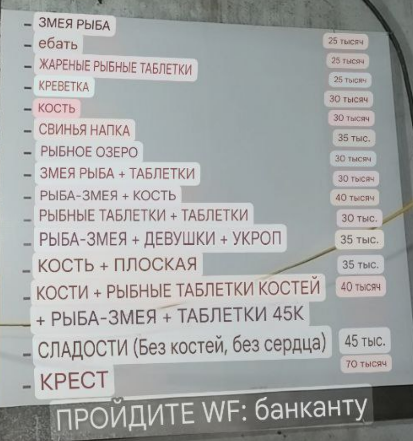 - ЗМЕЯ РЫБА
- ебать 25 тысяч
- ЖАРЕНЫЕ РЫБНЫЕ ТАБЛЕТКИ 25 тысяч
- КРЕВЕТКА 25 тысяч
- КОСТЬ 30 тысяч
- СВИНЬЯ НАПКА 30 тысяч
- РЫБНОЕ ОЗЕРО 35 тыс.
- ЗМЕЯ РЫБА + ТАБЛЕТКИ 30 тысяч
- РЫБА-ЗМЕЯ + КОСТЬ 30 тысяч
- РЫБНЫЕ ТАБЛЕТКИ + ТАБЛЕТКИ 40 тысяч
- РЫБА-ЗМЕЯ + ДЕВУШКИ + УКРОП 30 тыс.
- КОСТЬ + ПЛОСКАЯ 35 тыс.
- КОСТИ + РЫБНЫЕ ТАБЛЕТКИ КОСТЕЙ 35 тыс.
+ РЫБА-ЗМЕЯ + ТАБЛЕТКИ 45K 40 тысяч
- СЛАДОСТИ (Без костей, без сердца) 45 тыс.
- КРЕСТ 70 тысяч
ПРОЙДИТЕ WF: банканту